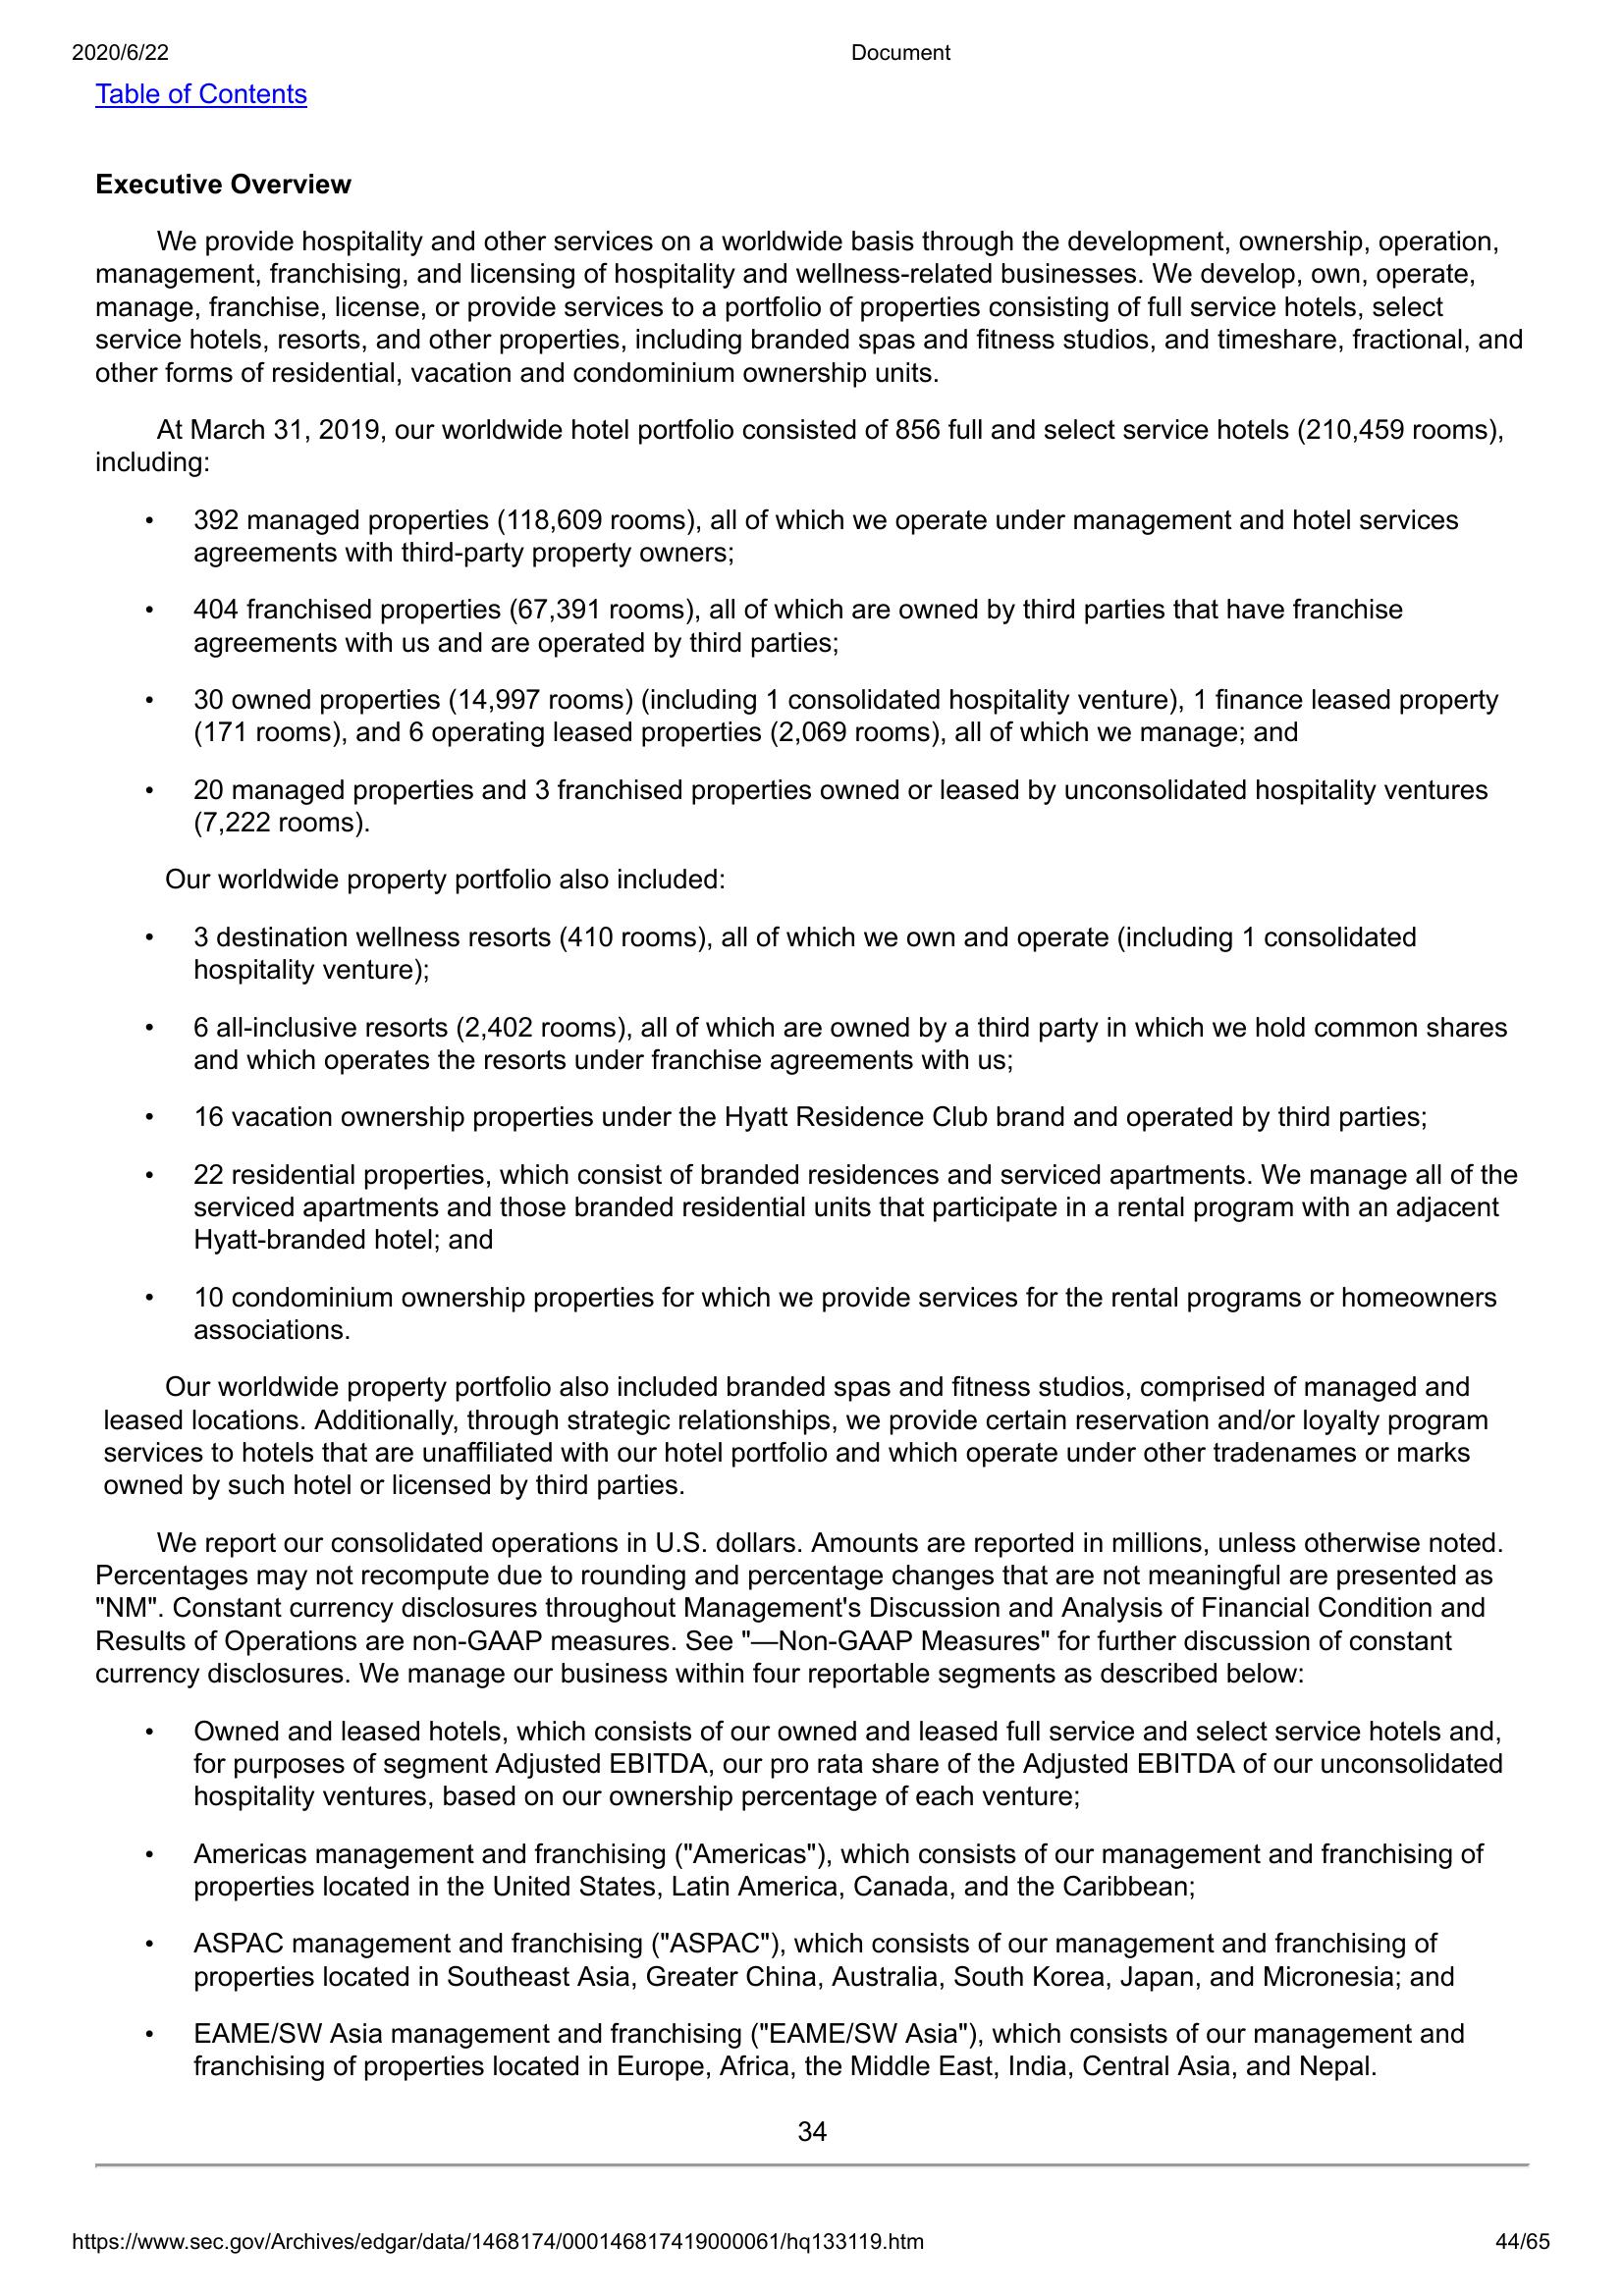 2020/6/22 Document
Table of Contents
Executive Overview
We provide hospitality and other services on a worldwide basis through the development, ownership, operation,
management, franchising, and licensing of hospitality and wellness-related businesses. We develop, own, operate,
manage, franchise, license, or provide services to a portfolio of properties consisting of full service hotels, select
service hotels, resorts, and other properties, including branded spas and fitness studios, and timeshare, fractional, and
other forms of residential, vacation and condominium ownership units.
At March 31, 2019, our worldwide hotel portfolio consisted of 856 full and select service hotels (210,459 rooms),
including:
• 392 managed properties (118,609 rooms), all of which we operate under management and hotel services
agreements with third-party property owners;
• 404 franchised properties (67,391 rooms), all of which are owned by third parties that have franchise
agreements with us and are operated by third parties;
• 30 owned properties (14,997 rooms) (including 1 consolidated hospitality venture), 1 finance leased property
(171 rooms), and 6 operating leased properties (2,069 rooms), all of which we manage; and
• 20 managed properties and 3 franchised properties owned or leased by unconsolidated hospitality ventures
(7,222 rooms).
Our worldwide property portfolio also included:
• 3 destination wellness resorts (410 rooms), all of which we own and operate (including 1 consolidated
hospitality venture);
• 6 all-inclusive resorts (2,402 rooms), all of which are owned by a third party in which we hold common shares
and which operates the resorts under franchise agreements with us;
• 16 vacation ownership properties under the Hyatt Residence Club brand and operated by third parties;
• 22 residential properties, which consist of branded residences and serviced apartments. We manage all of the
serviced apartments and those branded residential units that participate in a rental program with an adjacent
Hyatt-branded hotel; and
• 10 condominium ownership properties for which we provide services for the rental programs or homeowners
associations.
Our worldwide property portfolio also included branded spas and fitness studios, comprised of managed and
leased locations. Additionally, through strategic relationships, we provide certain reservation and/or loyalty program
services to hotels that are unaffiliated with our hotel portfolio and which operate under other tradenames or marks
owned by such hotel or licensed by third parties.
We report our consolidated operations in U.S. dollars. Amounts are reported in millions, unless otherwise noted.
Percentages may not recompute due to rounding and percentage changes that are not meaningful are presented as
"NM". Constant currency disclosures throughout Management's Discussion and Analysis of Financial Condition and
Results of Operations are non-GAAP measures. See "—Non-GAAP Measures" for further discussion of constant
currency disclosures. We manage our business within four reportable segments as described below:
• Owned and leased hotels, which consists of our owned and leased full service and select service hotels and,
for purposes of segment Adjusted EBITDA, our pro rata share of the Adjusted EBITDA of our unconsolidated
hospitality ventures, based on our ownership percentage of each venture;
• Americas management and franchising ("Americas"), which consists of our management and franchising of
properties located in the United States, Latin America, Canada, and the Caribbean;
• ASPAC management and franchising ("ASPAC"), which consists of our management and franchising of
properties located in Southeast Asia, Greater China, Australia, South Korea, Japan, and Micronesia; and
• EAME/SW Asia management and franchising ("EAME/SW Asia"), which consists of our management and
franchising of properties located in Europe, Africa, the Middle East, India, Central Asia, and Nepal.
34
https://www.sec.gov/Archives/edgar/data/1468174/000146817419000061/hq133119.htm 44/65